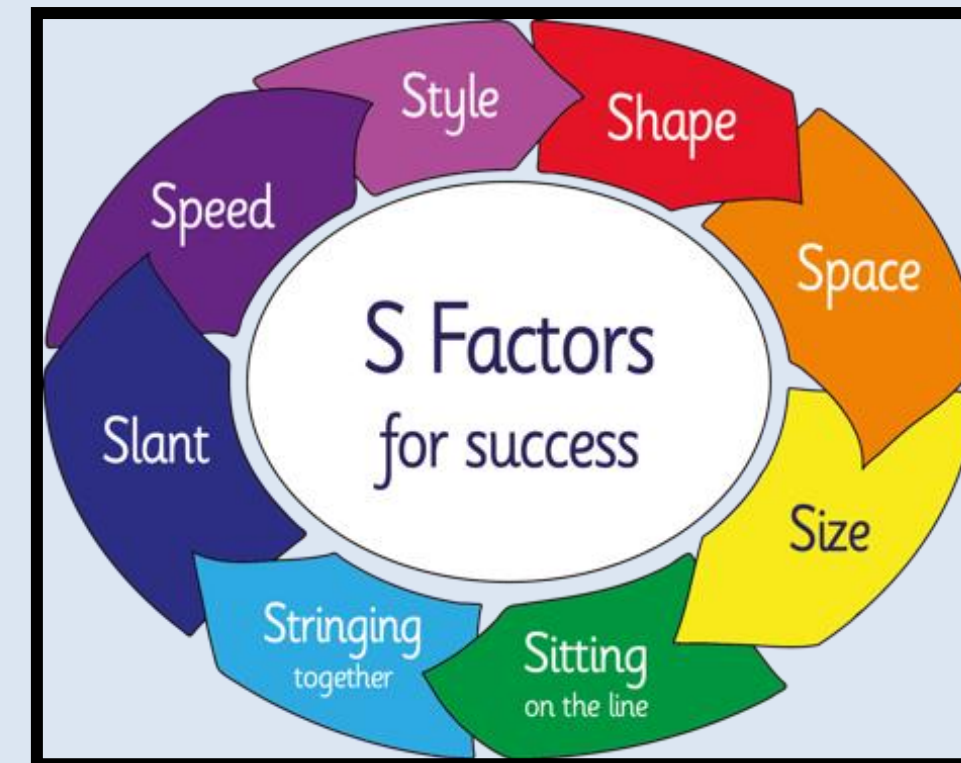 S Factors
for success
Style
Shape
Space
Size
Sitting
on the line
Stringing
together
Slant
Speed